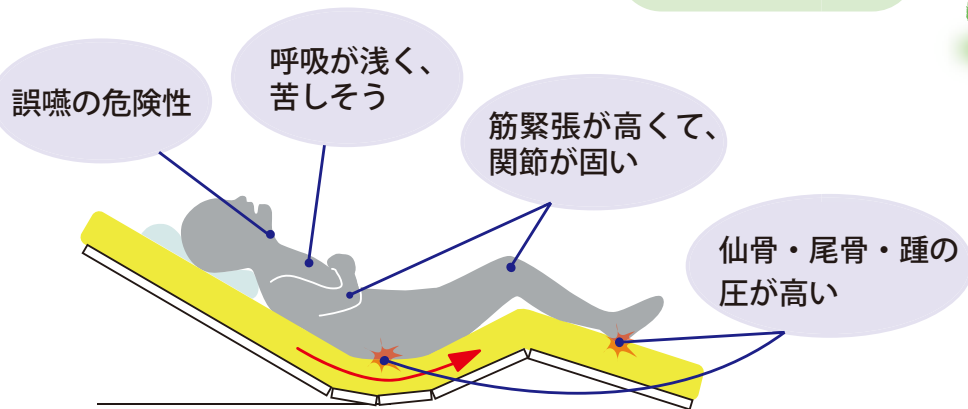 誤嚥の危険性
呼吸が浅く、
苦しそう
筋緊張が高くて、
関節が固い
仙骨・尾骨・踵の
圧が高い